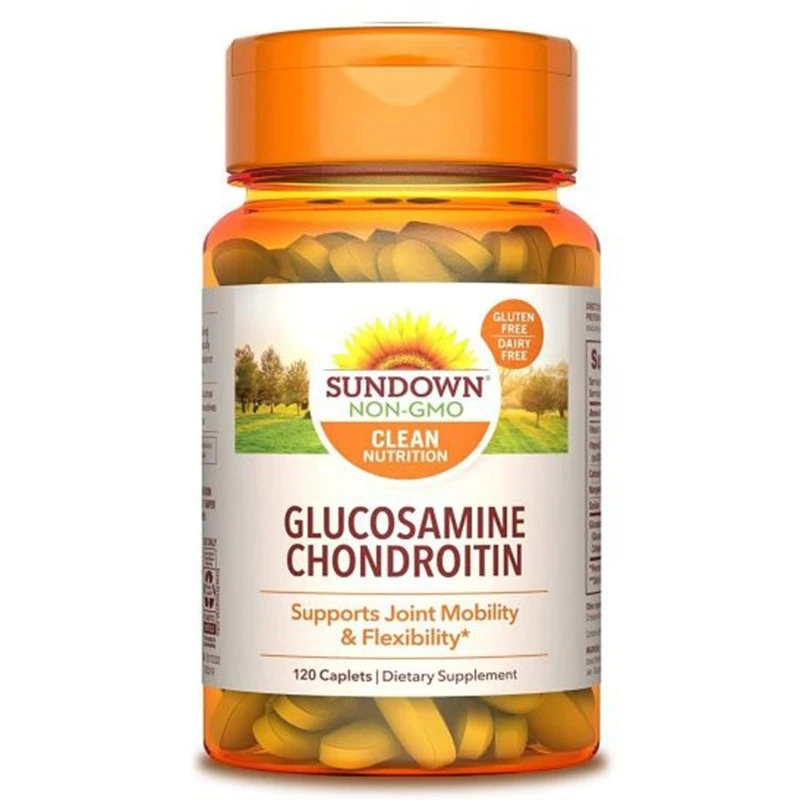 GLUTEN
FREE
DAIRY
FREE
SUNDOWN®
NON-GMO
CLEAN
NUTRITION
GLUCOSAMINE
CHONDROITIN
Supports Joint Mobility
& Flexibility*
120 Caplets | Dietary Supplement